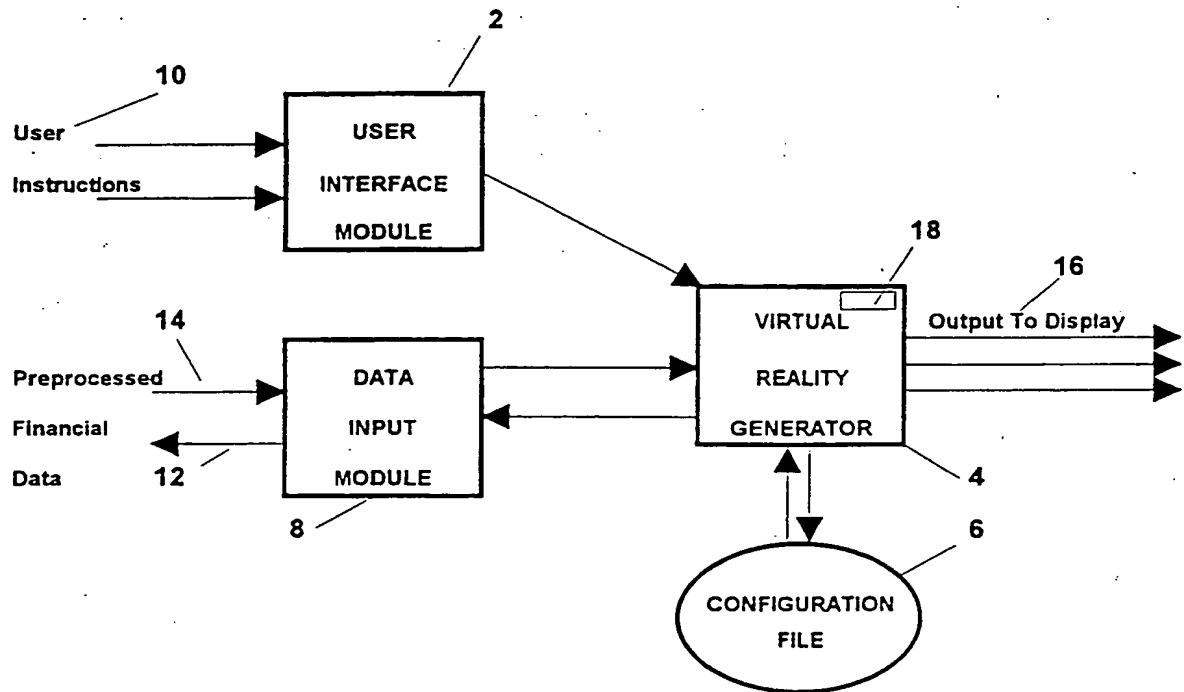 2
10
User
Instructions
USER
INTERFACE
MODULE
18
16
VIRTUAL
REALITY
GENERATOR
Output To Display
14
Preprocessed
Financial
Data
12
DATA
INPUT
MODULE
8
4
6
CONFIGURATION
FILE